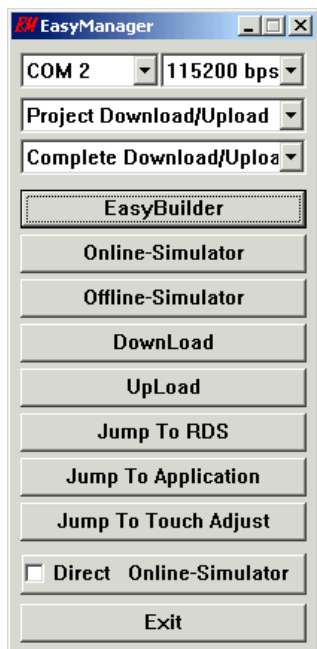 EM EasyManager
COM 2 115200 bps
Project Download/Upload
Complete Download/Uploa
EasyBuilder
Online-Simulator
Offline-Simulator
DownLoad
UpLoad
Jump To RDS
Jump To Application
Jump To Touch Adjust
Direct Online-Simulator
Exit